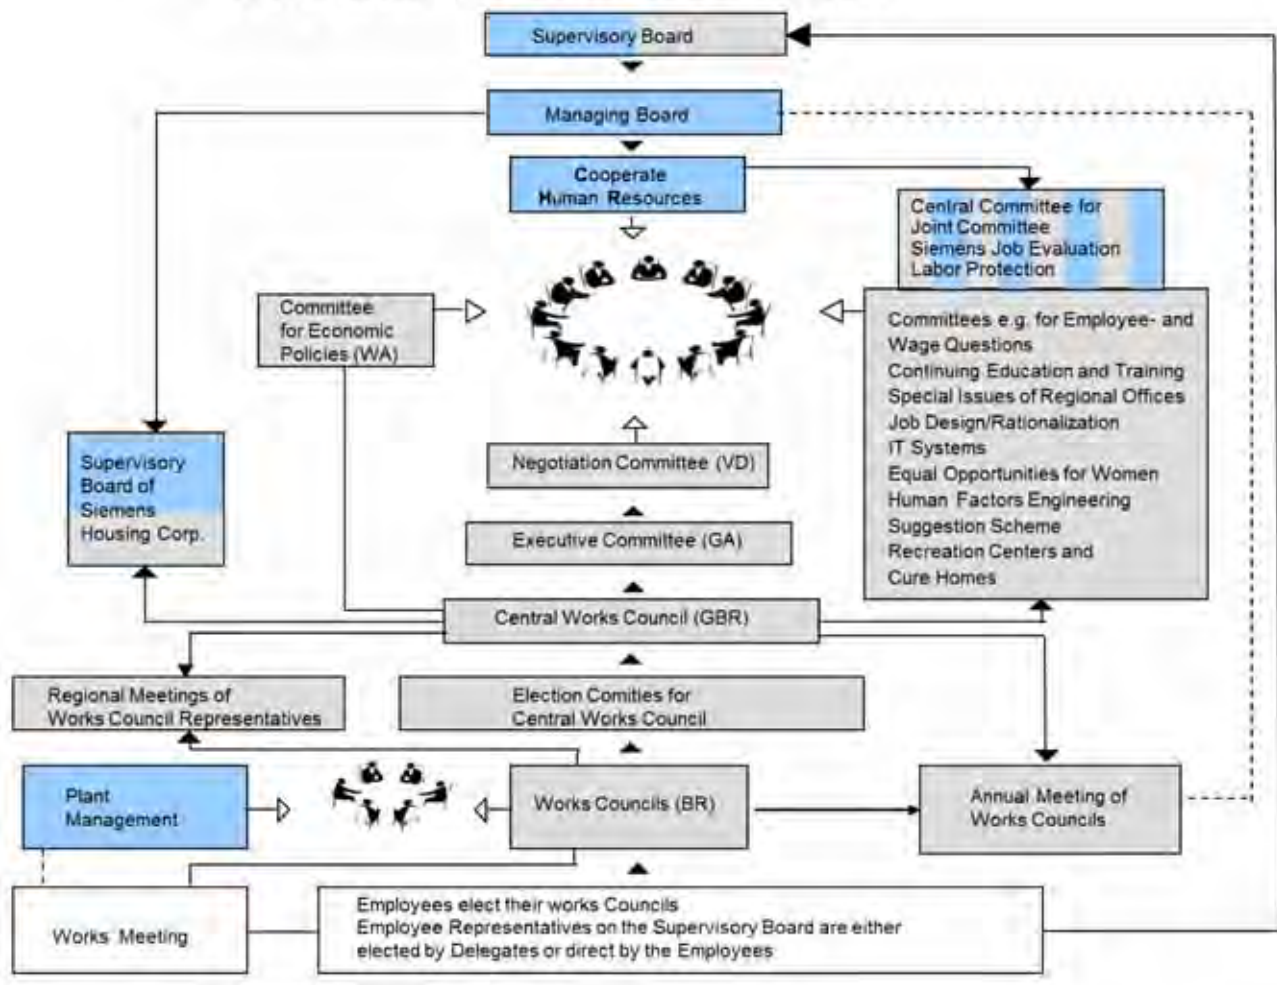 Supervisory Board
Managing Board
Cooperate
Human Resources
Central Committee for
Joint Committee
Siemens Job Evaluation
Labor Protection
Committee
for Economic
Policies (WA)
Committees e.g. for Employee- and
Wage Questions
Continuing Education and Training
Special Issues of Regional Offices
Job Design/Rationalization
IT Systems
Equal Opportunities for Women
Human Factors Engineering
Suggestion Scheme
Recreation Centers and
Cure Homes
Supervisory
Board of
Siemens
Housing Corp.
Negotiation Committee (VD)
Executive Committee (GA)
Central Works Council (GBR)
Regional Meetings of
Works Council Representatives
Election Comities for
Central Works Council
Plant
Management
Works Councils (BR)
Annual Meeting of
Works Councils
Works Meeting
Employees elect their works Councils
Employee Representatives on the Supervisory Board are either
elected by Delegates or direct by the Employees